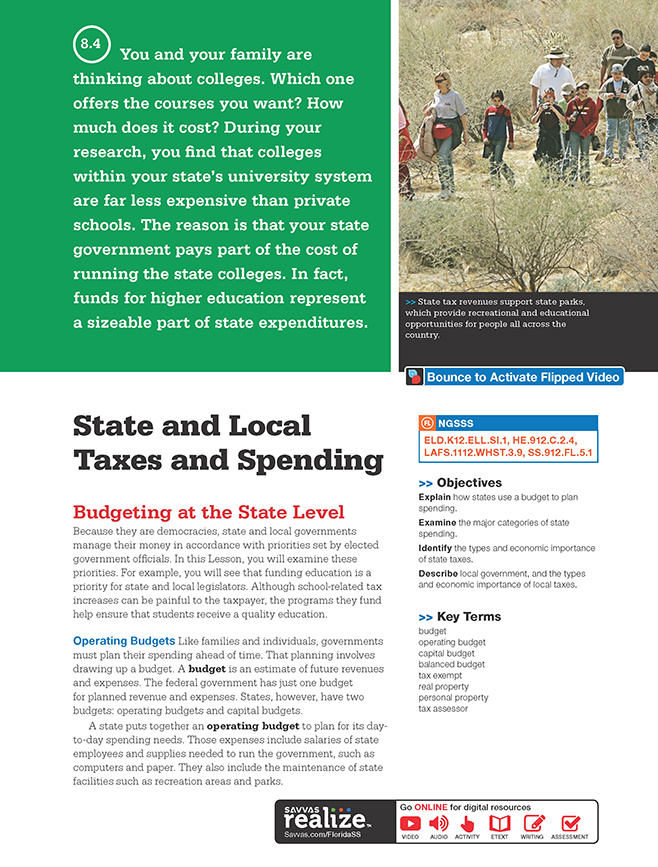 8.4
You and your family are
thinking about colleges. Which one
offers the courses you want? How
much does it cost? During your
research, you find that colleges
within your state’s university system
are far less expensive than private
schools. The reason is that your state
government pays part of the cost of
running the state colleges. In fact,
funds for higher education represent
a sizeable part of state expenditures.
>> State tax revenues support state parks,
which provide recreational and educational
opportunities for people all across the
country.
Bounce to Activate Flipped Video
State and Local
Taxes and Spending
Budgeting at the State Level
Because they are democracies, state and local governments
manage their money in accordance with priorities set by elected
government officials. In this Lesson, you will examine these
priorities. For example, you will see that funding education is a
priority for state and local legislators. Although school-related tax
increases can be painful to the taxpayer, the programs they fund
help ensure that students receive a quality education.
Operating Budgets Like families and individuals, governments
must plan their spending ahead of time. That planning involves
drawing up a budget. A budget is an estimate of future revenues
and expenses. The federal government has just one budget
for planned revenue and expenses. States, however, have two
budgets: operating budgets and capital budgets.
A state puts together an operating budget to plan for its day-
to-day spending needs. Those expenses include salaries of state
employees and supplies needed to run the government, such as
computers and paper. They also include the maintenance of state
facilities such as recreation areas and parks.
FL NGSSS
ELD.K12.ELL.SI.1, HE.912.C.2.4,
LAFS.1112.WHST.3.9, SS.912.FL.5.1
>> Objectives
Explain how states use a budget to plan
spending.
Examine the major categories of state
spending.
Identify the types and economic importance
of state taxes.
Describe local government, and the types
and economic importance of local taxes.
>> Key Terms
budget
operating budget
capital budget
balanced budget
tax exempt
real property
personal property
tax assessor
SAVVAS
realize™
Savvas.com/FloridaSS
Go ONLINE for digital resources
VIDEO AUDIO ACTIVITY ETEXT WRITING ASSESSMENT